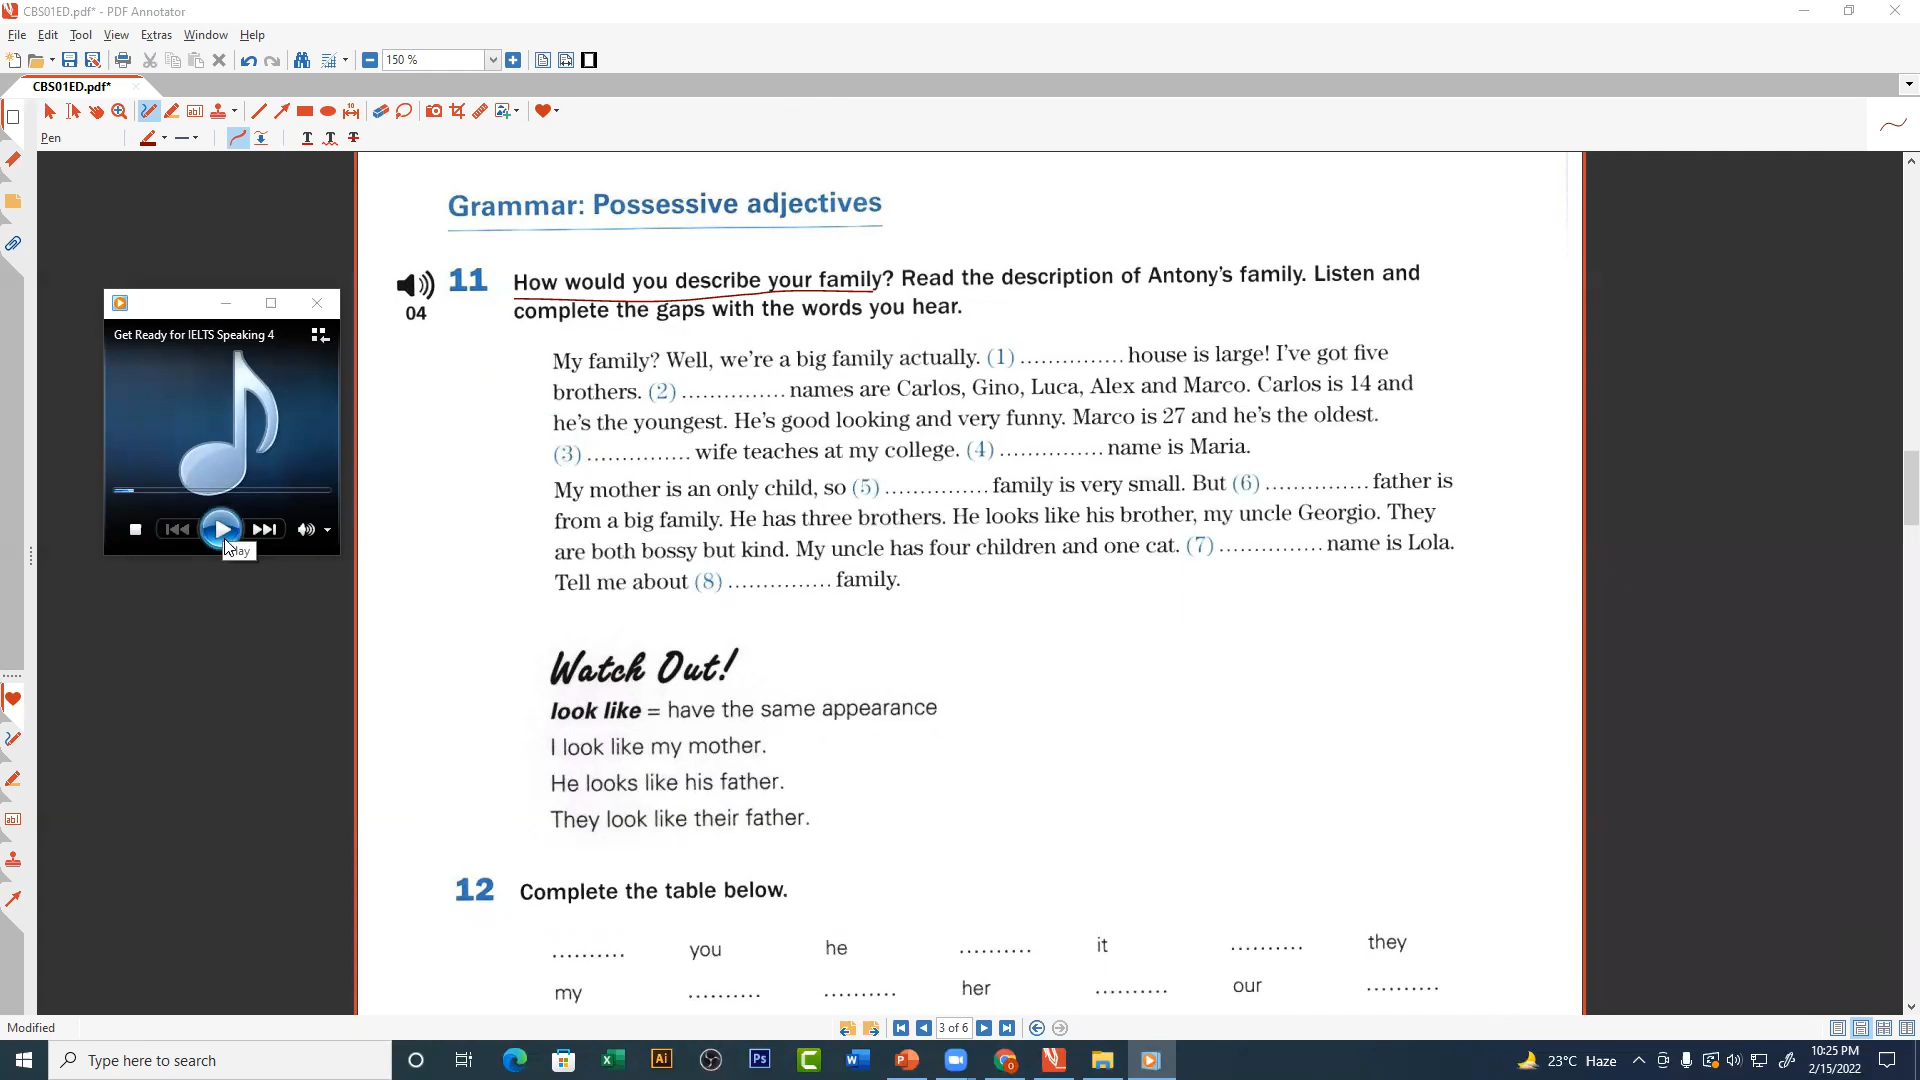 CBS01ED.pdf* - PDF Annotator
File Edit Tool View Extras Window Help
150 %
CBS01ED.pdf*
Pen
Grammar: Possessive adjectives
04
11 How would you describe your family? Read the description of Antony's family. Listen and
complete the gaps with the words you hear.
My family? Well, we're a big family actually. (1) ............... house is large! I've got five
brothers. (2) ............... names are Carlos, Gino, Luca, Alex and Marco. Carlos is 14 and
he's the youngest. He's good looking and very funny. Marco is 27 and he's the oldest.
(3) ............... wife teaches at my college. (4) ............... name is Maria.
My mother is an only child, so (5) ............... family is very small. But (6) ............... father is
from a big family. He has three brothers. He looks like his brother, my uncle Georgio. They
are both bossy but kind. My uncle has four children and one cat. (7) ............... name is Lola.
Tell me about (8) ............... family.
Get Ready for IELTS Speaking 4
Watch Out!
look like = have the same appearance
I look like my mother.
He looks like his father.
They look like their father.
12 Complete the table below.
.......... you he .......... it .......... they
my .......... .......... her .......... our ..........
Modified
3 of 6
Type here to search
23°C Haze
10:25 PM
2/15/2022